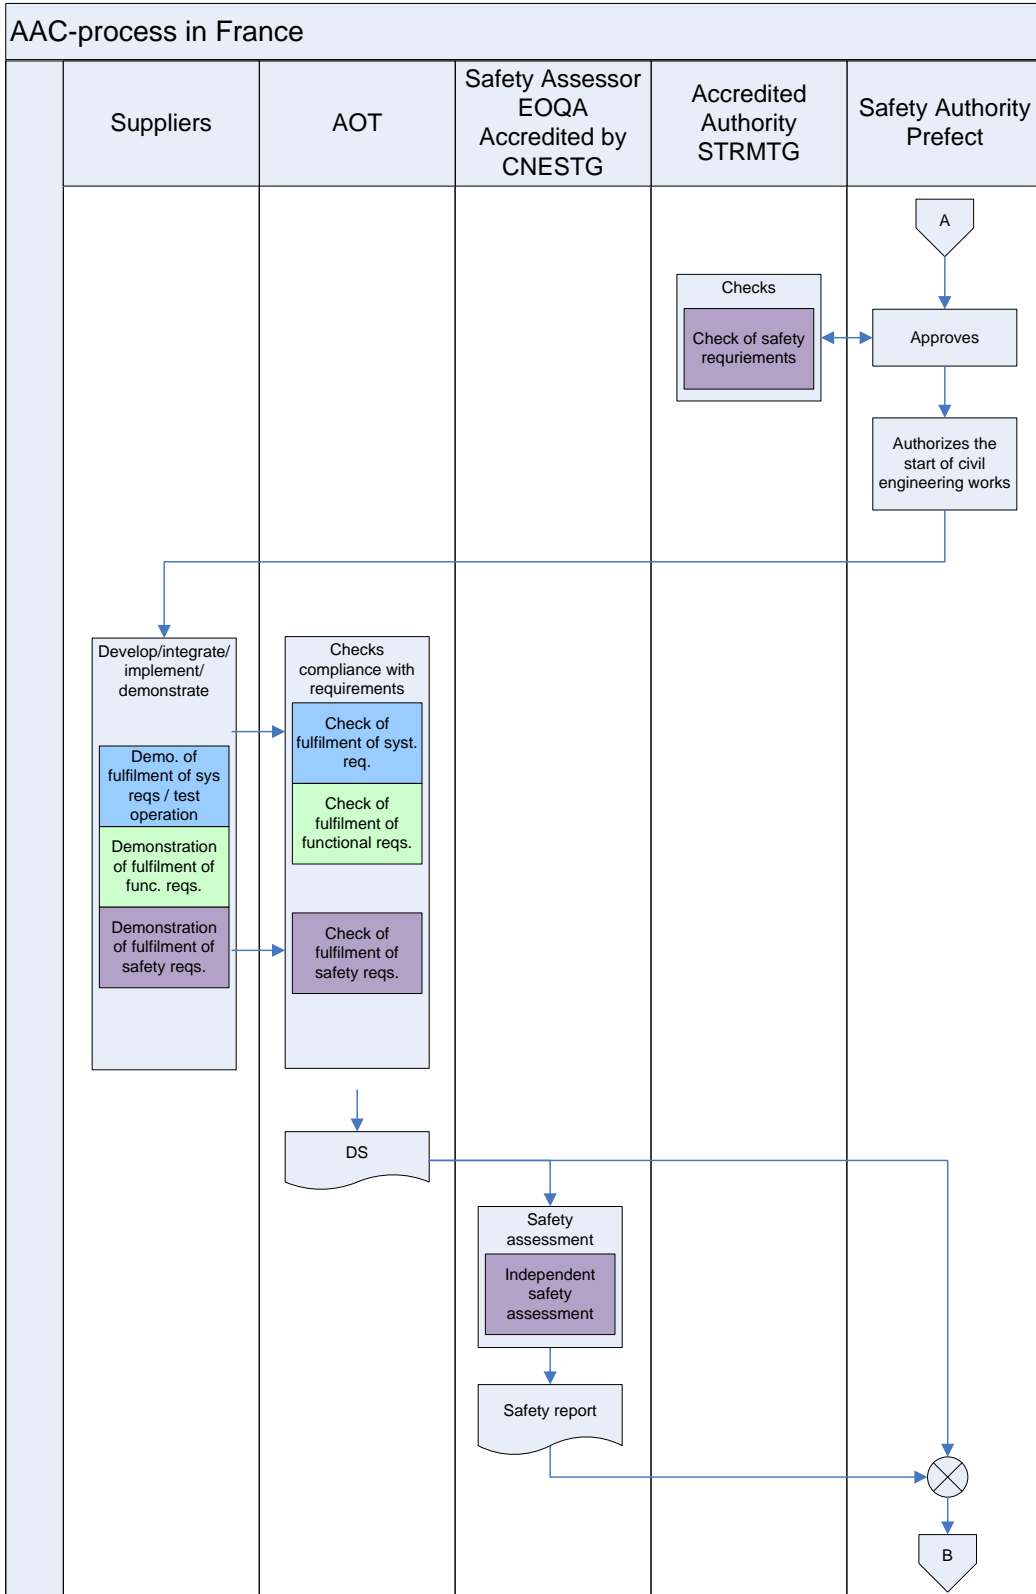 AAC-process in France
Suppliers
AOT
Safety Assessor
EOQA
Accredited by
CNESTG
Accredited
Authority
STRMTG
Safety Authority
Prefect
A
Checks
Check of safety
requriements
Approves
Authorizes the
start of civil
engineering works
Develop/integrate/
implement/
demonstrate
Demo. of
fulfilment of sys
reqs / test
operation
Demonstration
of fulfilment of
func. reqs.
Demonstration
of fulfilment of
safety reqs.
Checks
compliance with
requirements
Check of
fulfilment of syst.
req.
Check of
fulfilment of
functional reqs.
Check of
fulfilment of
safety reqs.
DS
Safety
assessment
Independent
safety
assessment
Safety report
B